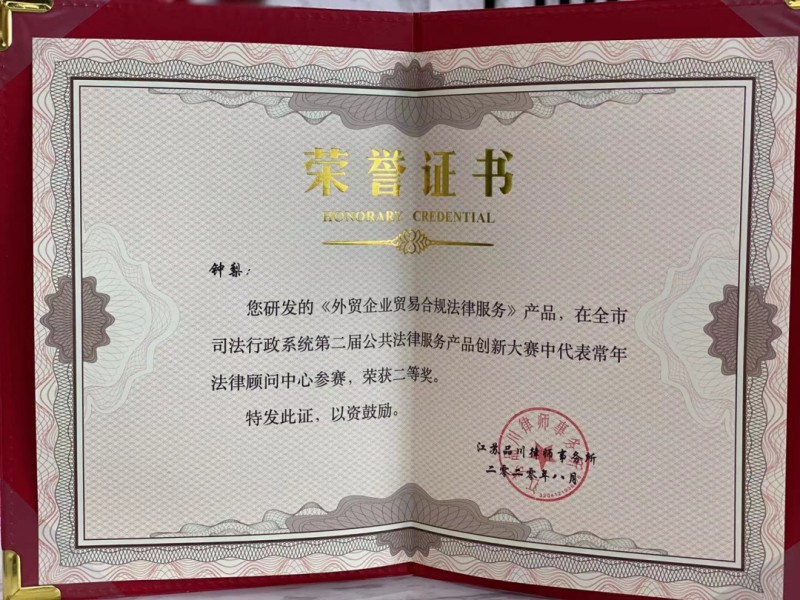 荣誉证书
HONORARY CREDENTIAL
钟梨：
您研发的《外贸企业贸易合规法律服务》产品，在全市
司法行政系统第二届公共法律服务产品创新大赛中代表常年
法律顾问中心参赛，荣获二等奖。
特发此证，以资鼓励。
江苏品川律师事务所
二零二零年八月